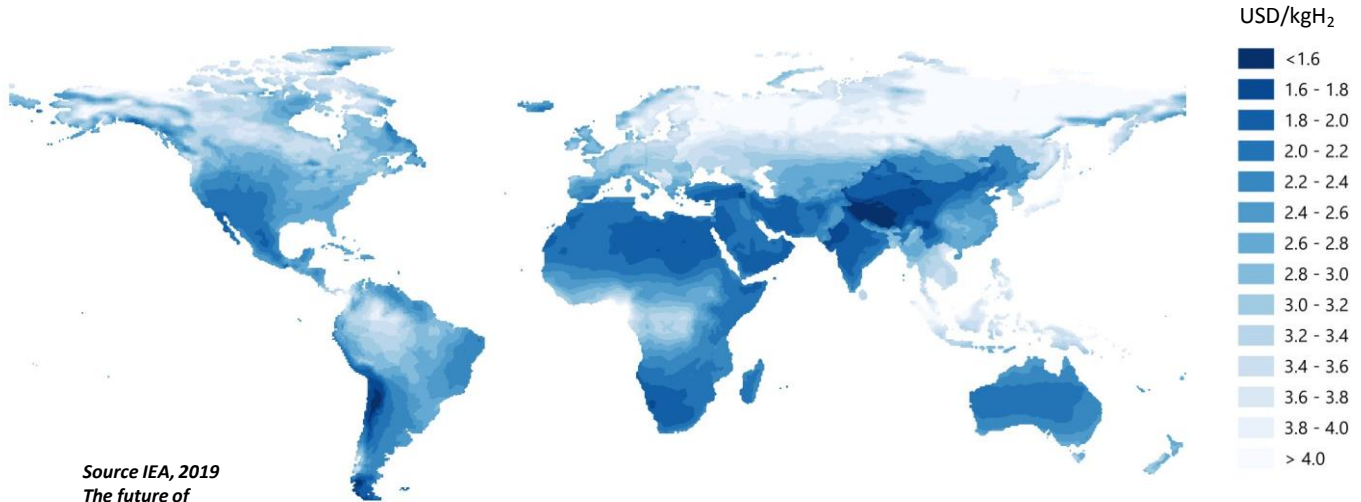 USD/kgH₂
<1.6
1.6 - 1.8
1.8 - 2.0
2.0 - 2.2
2.2 - 2.4
2.4 - 2.6
2.6 - 2.8
2.8 - 3.0
3.0 - 3.2
3.2 - 3.4
3.4 - 3.6
3.6 - 3.8
3.8 - 4.0
> 4.0
Source IEA, 2019
The future of